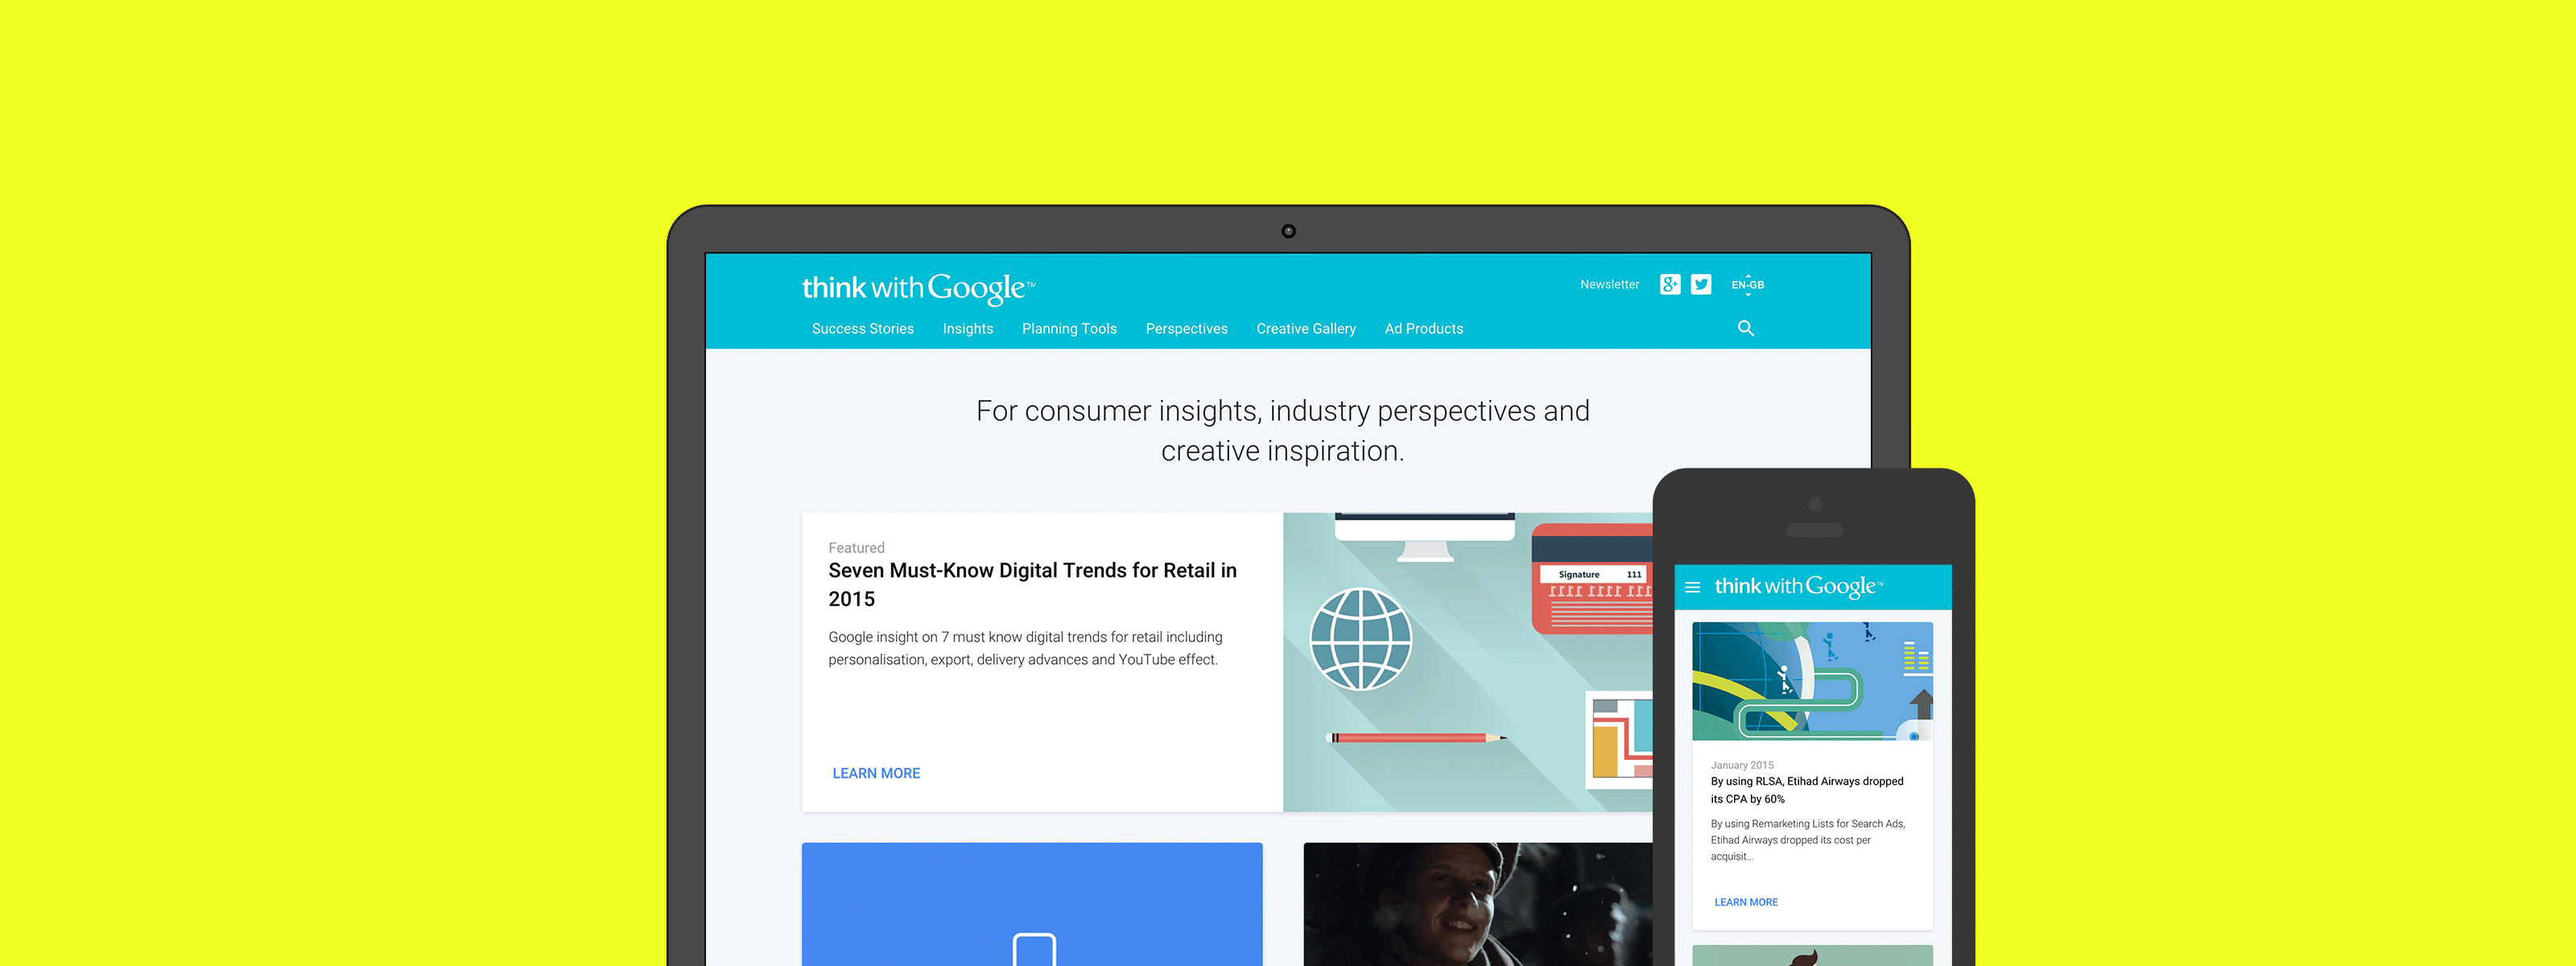 think with Google™
Newsletter
EN-GB
Success Stories Insights Planning Tools Perspectives Creative Gallery Ad Products
For consumer insights, industry perspectives and
creative inspiration.
Featured
Seven Must-Know Digital Trends for Retail in
2015
Google insight on 7 must know digital trends for retail including
personalisation, export, delivery advances and YouTube effect.
LEARN MORE
Signature 111
think with Google™
January 2015
By using RLSA, Etihad Airways dropped
its CPA by 60%
By using Remarketing Lists for Search Ads,
Etihad Airways dropped its cost per
acquisit...
LEARN MORE